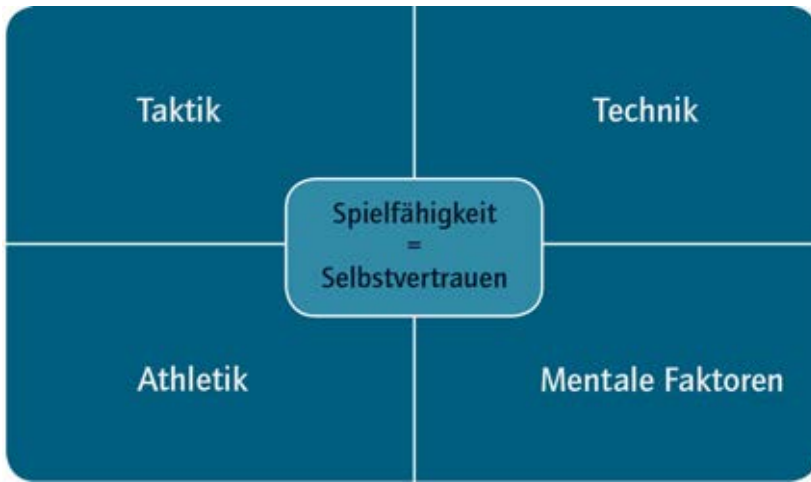 Taktik
Technik
Spielfähigkeit
=
Selbstvertrauen
Athletik
Mentale Faktoren